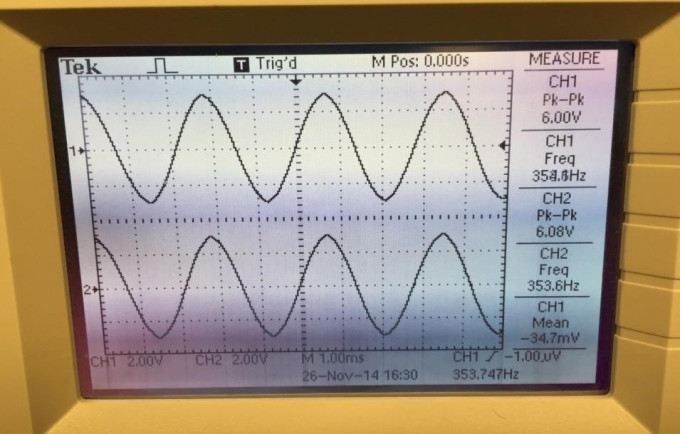 Tek T Trig'd M Pos: 0.000s MEASURE
CH1
Pk-Pk
6.00V
CH1
Freq
CH2
Pk-Pk
6.08V
CH2
Freq
353.6Hz
CH1
Mean
-34.7mV
1
2
CH1 2.00V CH2 2.00V M 1.00ms CH1 -1.00uV
26-Nov-14 16:30 353.747Hz